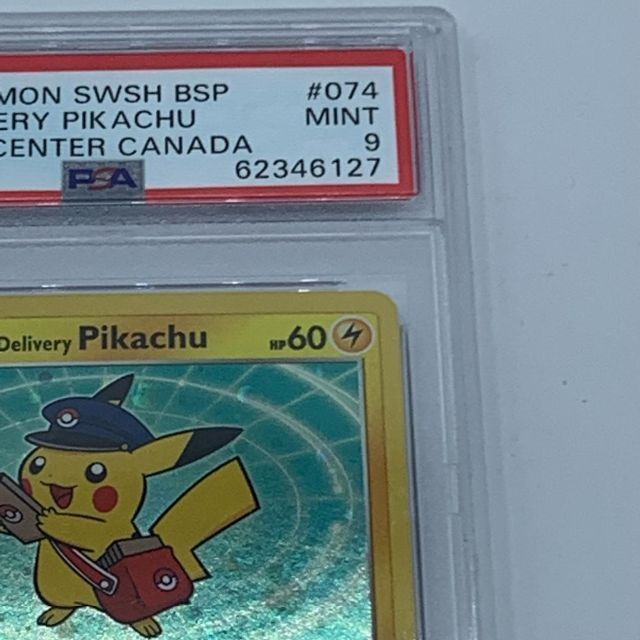 MON SWSH BSP #074
ERY PIKACHU MINT
CENTER CANADA 9
PSA 62346127
Delivery Pikachu HP60